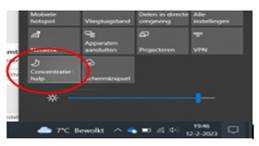 Mobiele hotspot
Vliegtuigstand
Delen in directe omgeving
Alle instellingen
Netwerk
Apparaten aansluiten
Projecteren
VPN
Concentratie-
hulp
Schermknipsel
7°C Bewolkt
19:46
12-2-2023